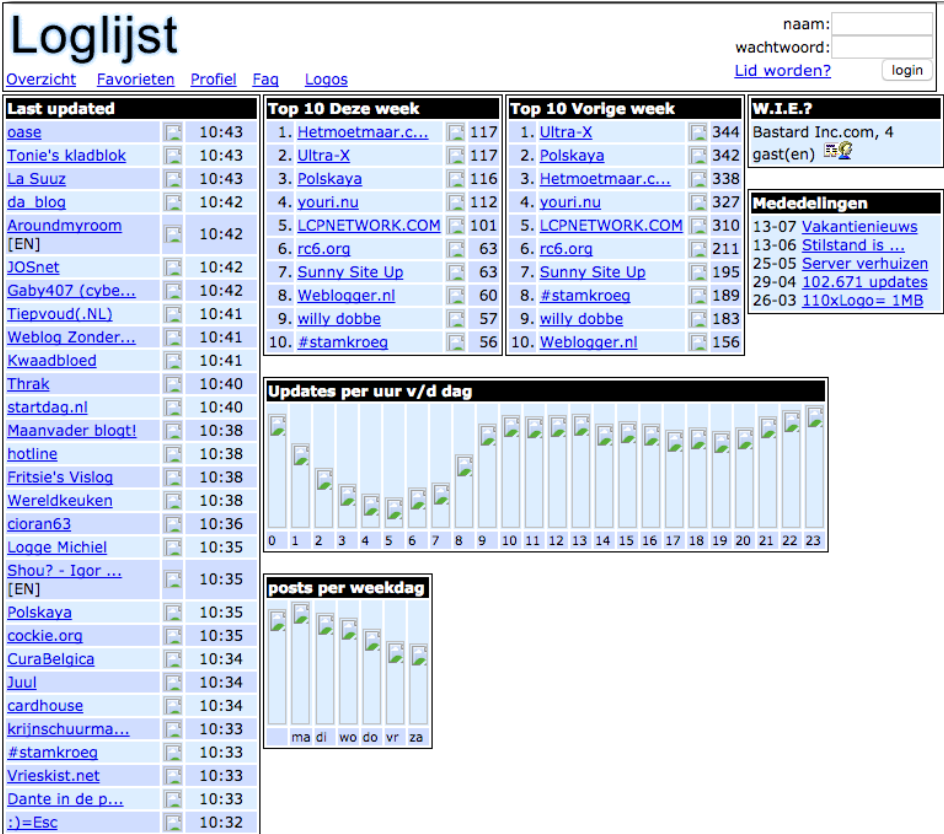 Loglijst
naam:
wachtwoord:
Overzicht Favorieten Profiel Faq Logos
Lid worden? login
Last updated
oase 10:43
Tonie's kladblok 10:43
La Suuz 10:43
da_blog 10:42
Aroundmyroom
[EN] 10:42
JOSnet 10:42
Gaby407 (cybe... 10:42
Tiepvoud(.NL) 10:41
Weblog Zonder... 10:41
Kwaadbloed 10:41
Thrak 10:40
startdag.nl 10:40
Maanvader blogt! 10:38
hotline 10:38
Fritsie's Vislog 10:38
Wereldkeuken 10:38
cioran63 10:36
Logge Michiel 10:35
Shou? - Igor ...
[EN] 10:35
Polskaya 10:35
cockie.org 10:35
CuraBelgica 10:34
Juul 10:34
cardhouse 10:34
krijnschuurma... 10:33
#stamkroeg 10:33
Vrieskist.net 10:33
Dante in de p... 10:33
:)=Esc 10:32
Top 10 Deze week
1. Hetmoetmaar.c... 117
2. Ultra-X 117
3. Polskaya 116
4. youri.nu 112
5. LCPNETWORK.COM 101
6. rc6.org 63
7. Sunny Site Up 63
8. Weblogger.nl 60
9. willy dobbe 57
10. #stamkroeg 56
Top 10 Vorige week
1. Ultra-X 344
2. Polskaya 342
3. Hetmoetmaar.c... 338
4. youri.nu 327
5. LCPNETWORK.COM 310
6. rc6.org 211
7. Sunny Site Up 195
8. #stamkroeg 189
9. willy dobbe 183
10. Weblogger.nl 156
W.I.E.?
Bastard Inc.com, 4
gast(en)
Mededelingen
13-07 Vakantienieuws
13-06 Stilstand is ...
25-05 Server verhuizen
29-04 102.671 updates
26-03 110xLogo= 1MB
Updates per uur v/d dag
0 1 2 3 4 5 6 7 8 9 10 11 12 13 14 15 16 17 18 19 20 21 22 23
posts per weekdag
ma di wo do vr za